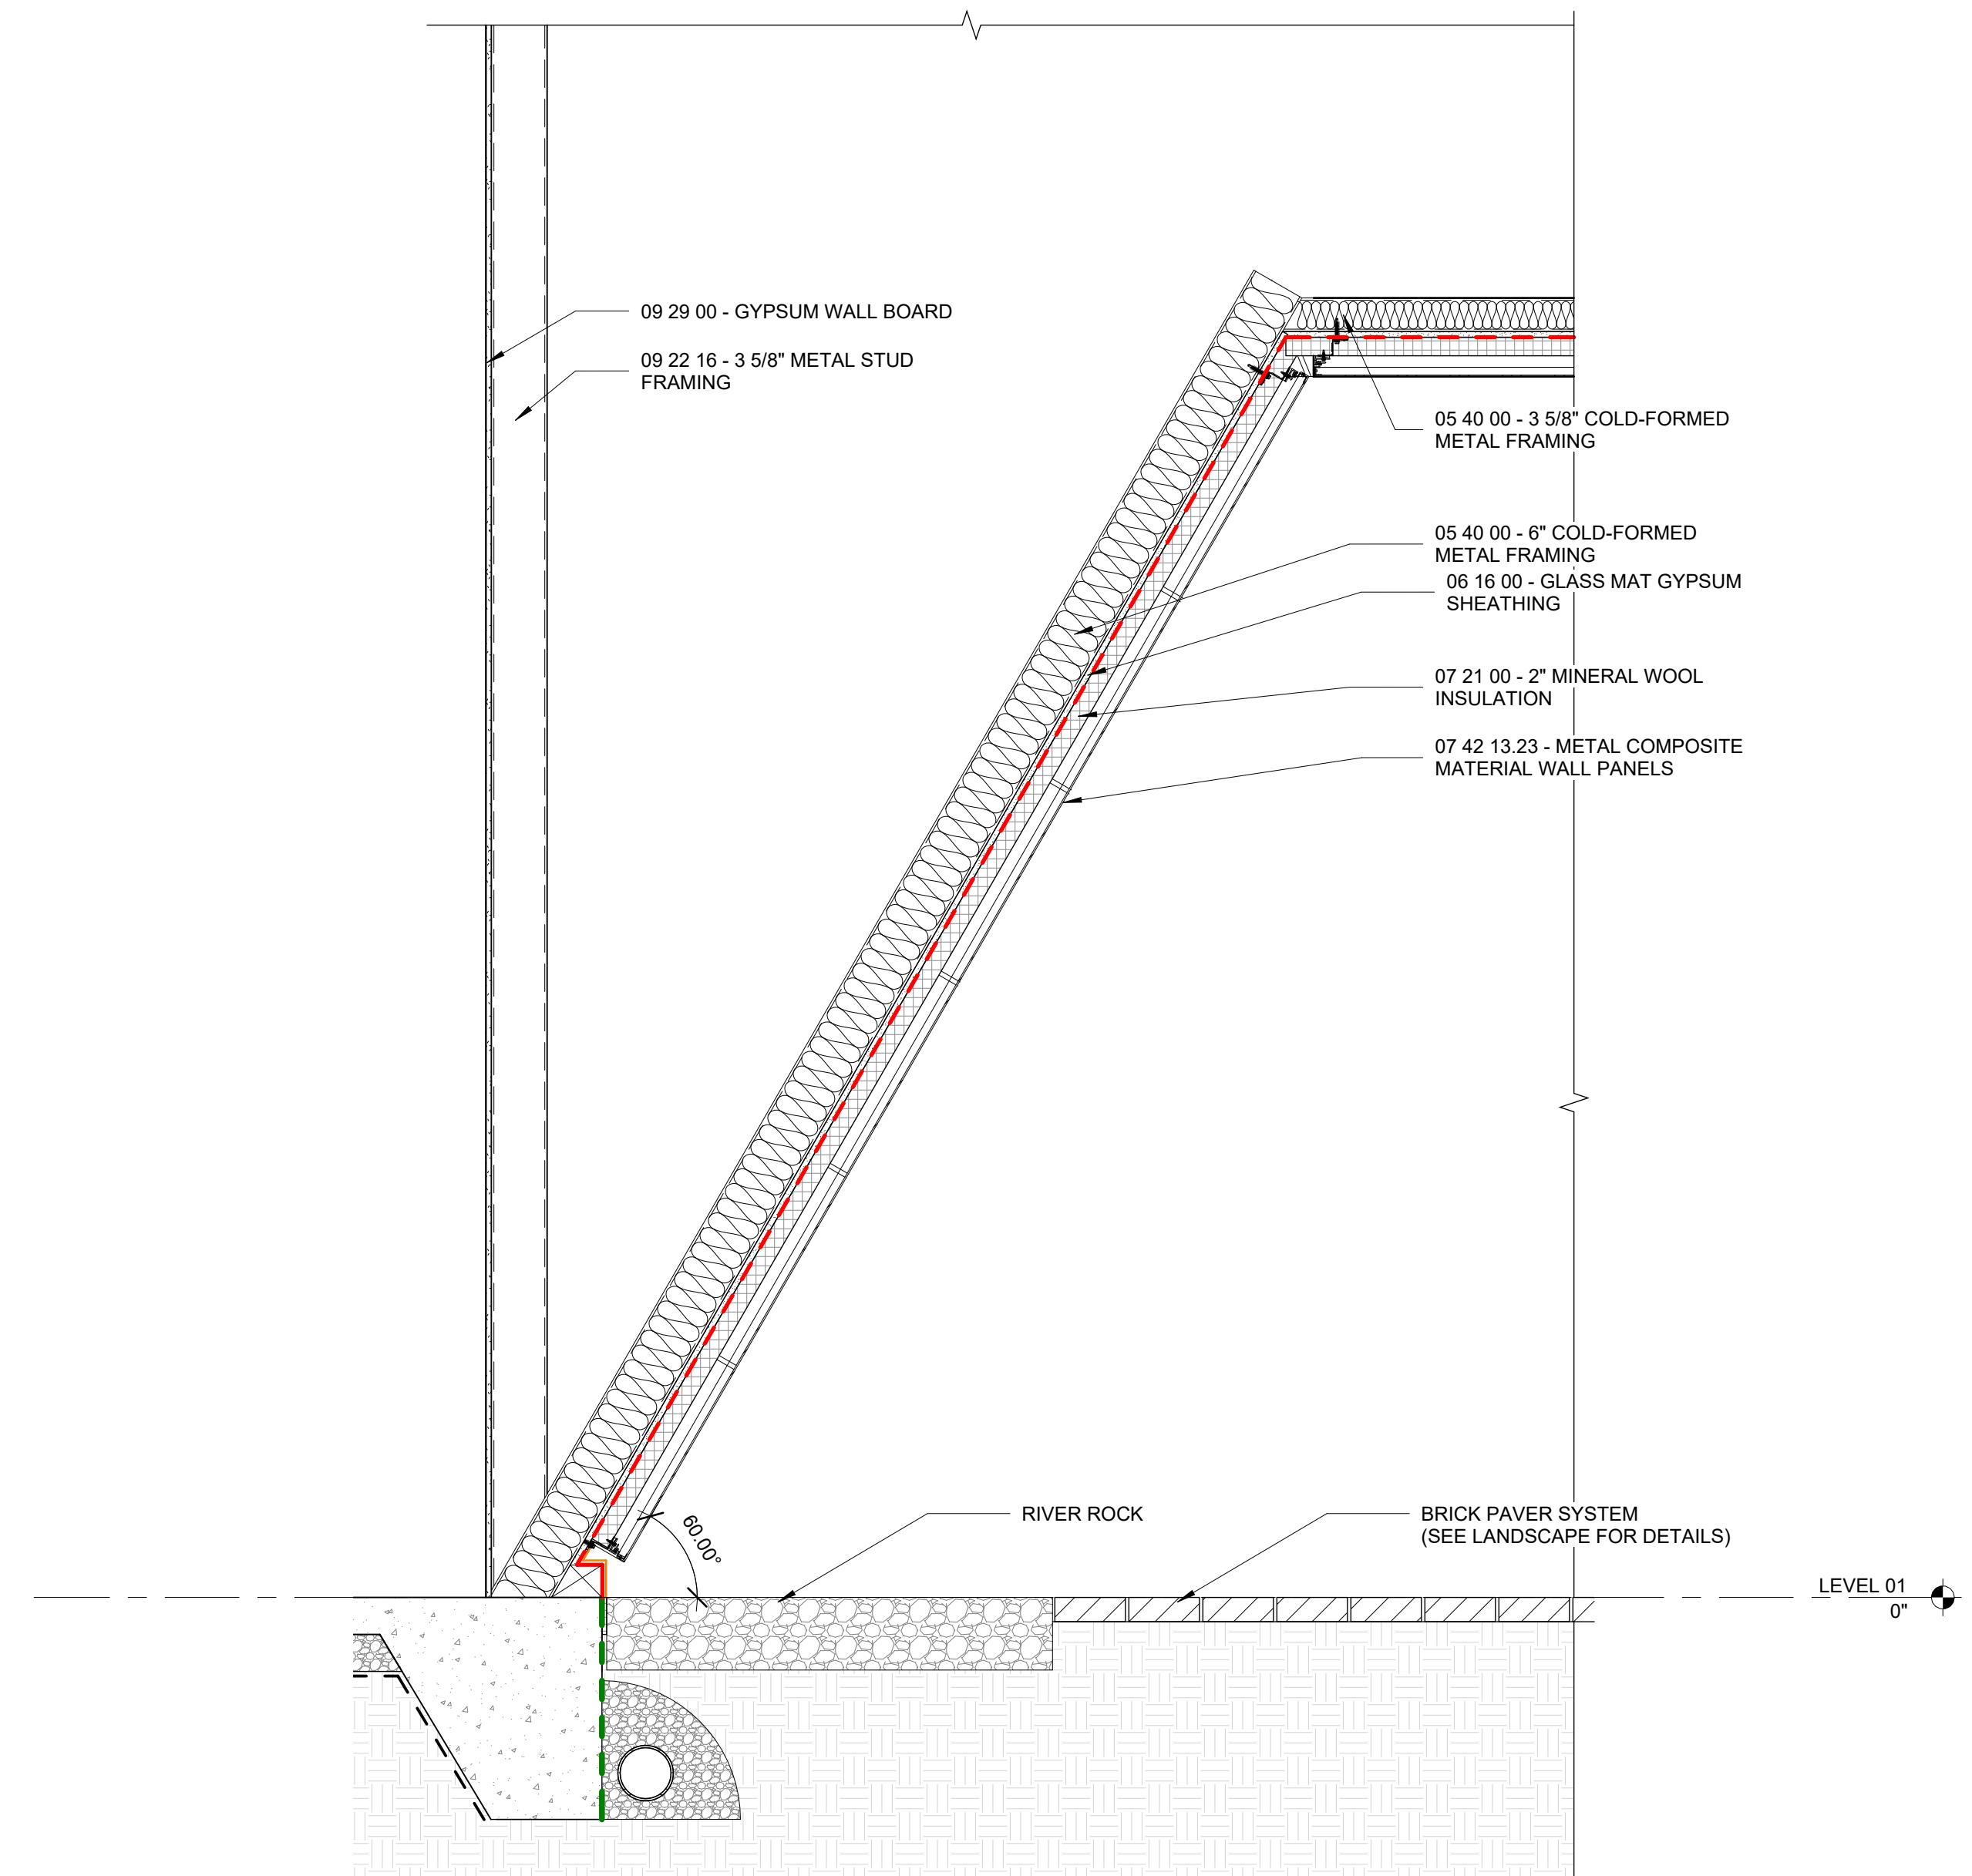 09 29 00 - GYPSUM WALL BOARD
09 22 16 - 3 5/8" METAL STUD
FRAMING
05 40 00 - 3 5/8" COLD-FORMED
METAL FRAMING
05 40 00 - 6" COLD-FORMED
METAL FRAMING
06 16 00 - GLASS MAT GYPSUM
SHEATHING
07 21 00 - 2" MINERAL WOOL
INSULATION
07 42 13.23 - METAL COMPOSITE
MATERIAL WALL PANELS
60.00°
RIVER ROCK
BRICK PAVER SYSTEM
(SEE LANDSCAPE FOR DETAILS)
LEVEL 01
0"